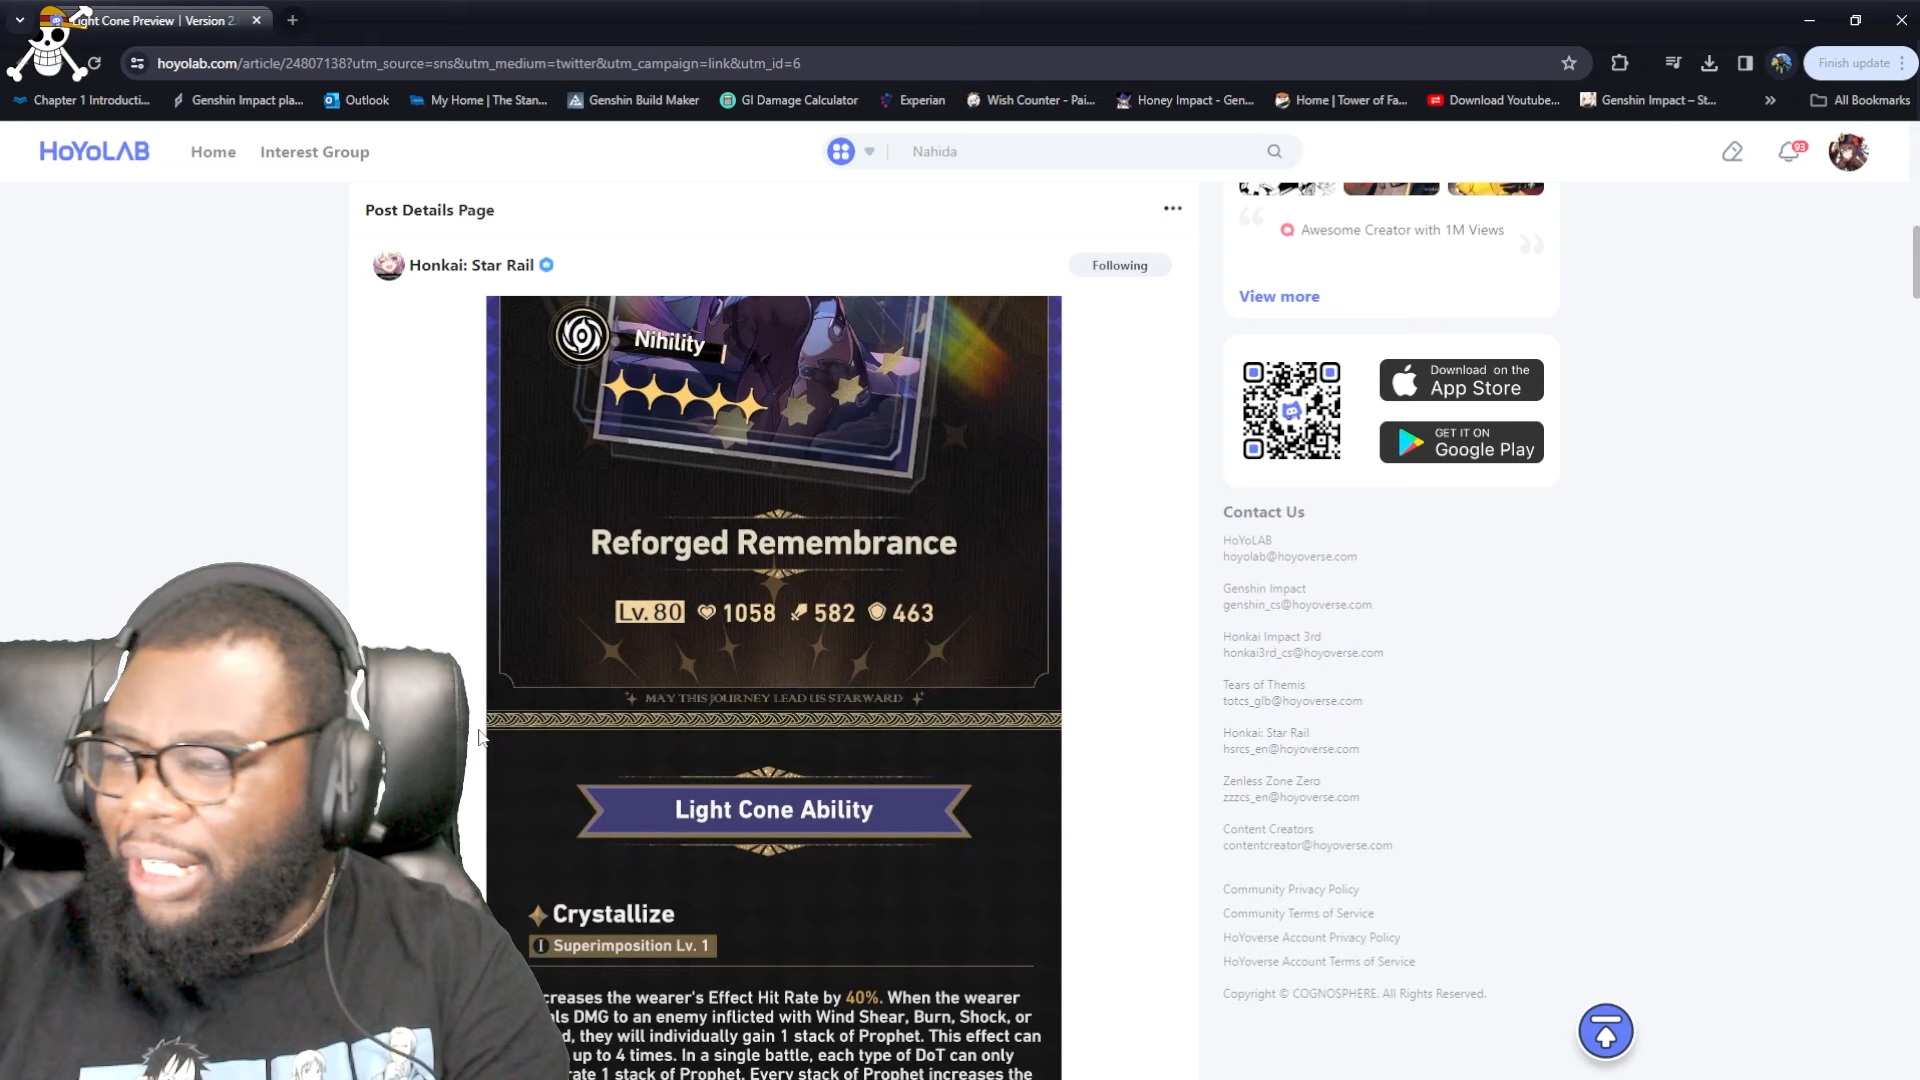 Light Cone Preview | Version 2.
hoyolab.com/article/24807138?utm_source=sns&utm_medium=twitter&utm_campaign=link&utm_id=6
Finish update
Chapter 1 Introducti...
Genshin Impact pla...
Outlook
My Home | The Stan...
Genshin Build Maker
GI Damage Calculator
Experian
Wish Counter - Pai...
Honey Impact - Gen...
Home | Tower of Fa...
Download Youtube...
Genshin Impact – St...
All Bookmarks
HoYoLAB
Home
Interest Group
Nahida
93
Post Details Page
Honkai: Star Rail
Following
Nihility
Reforged Remembrance
Lv. 80 1058 582 463
MAY THIS JOURNEY LEAD US STARWARD
Light Cone Ability
Crystallize
I Superimposition Lv. 1
creases the wearer's Effect Hit Rate by 40%. When the wearer
als DMG to an enemy inflicted with Wind Shear, Burn, Shock, or
d, they will individually gain 1 stack of Prophet. This effect can
up to 4 times. In a single battle, each type of DoT can only
rate 1 stack of Prophet. Every stack of Prophet increases the
Awesome Creator with 1M Views
View more
Download on the
App Store
GET IT ON
Google Play
Contact Us
HoYoLAB
hoyolab@hoyoverse.com
Genshin Impact
genshin_cs@hoyoverse.com
Honkai Impact 3rd
honkai3rd_cs@hoyoverse.com
Tears of Themis
totcs_glb@hoyoverse.com
Honkai: Star Rail
hsrcs_en@hoyoverse.com
Zenless Zone Zero
zzzcs_en@hoyoverse.com
Content Creators
contentcreator@hoyoverse.com
Community Privacy Policy
Community Terms of Service
HoYoverse Account Privacy Policy
HoYoverse Account Terms of Service
Copyright © COGNOSPHERE. All Rights Reserved.